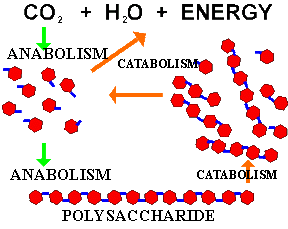 CO₂ + H₂O + ENERGY
ANABOLISM
CATABOLISM
ANABOLISM
CATABOLISM
POLYSACCHARIDE